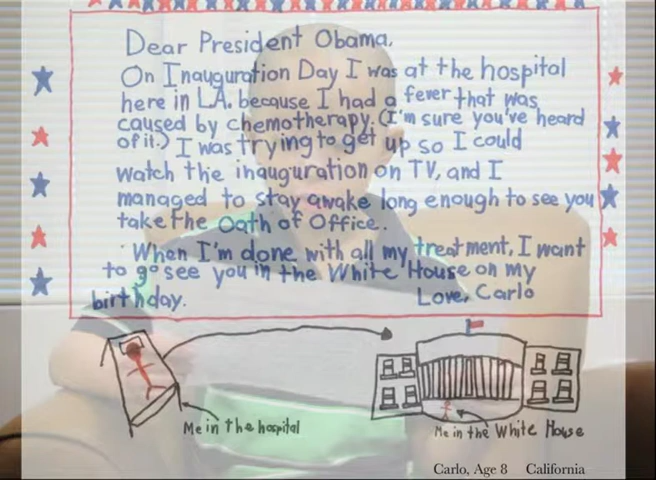 Dear President Obama,
On Inauguration Day I was at the hospital
here in LA. because I had a fever that was
caused by chemotherapy. (I'm sure you've heard
of it.) I was trying to get up so I could
watch the inauguration on TV, and I
managed to stay awake long enough to see you
take the Oath of Office.
When I'm done with all my treatment, I want
to go see you in the White House on my
birthday. Love, Carlo
Me in the hospital
Me in the White House
Carlo, Age 8 California